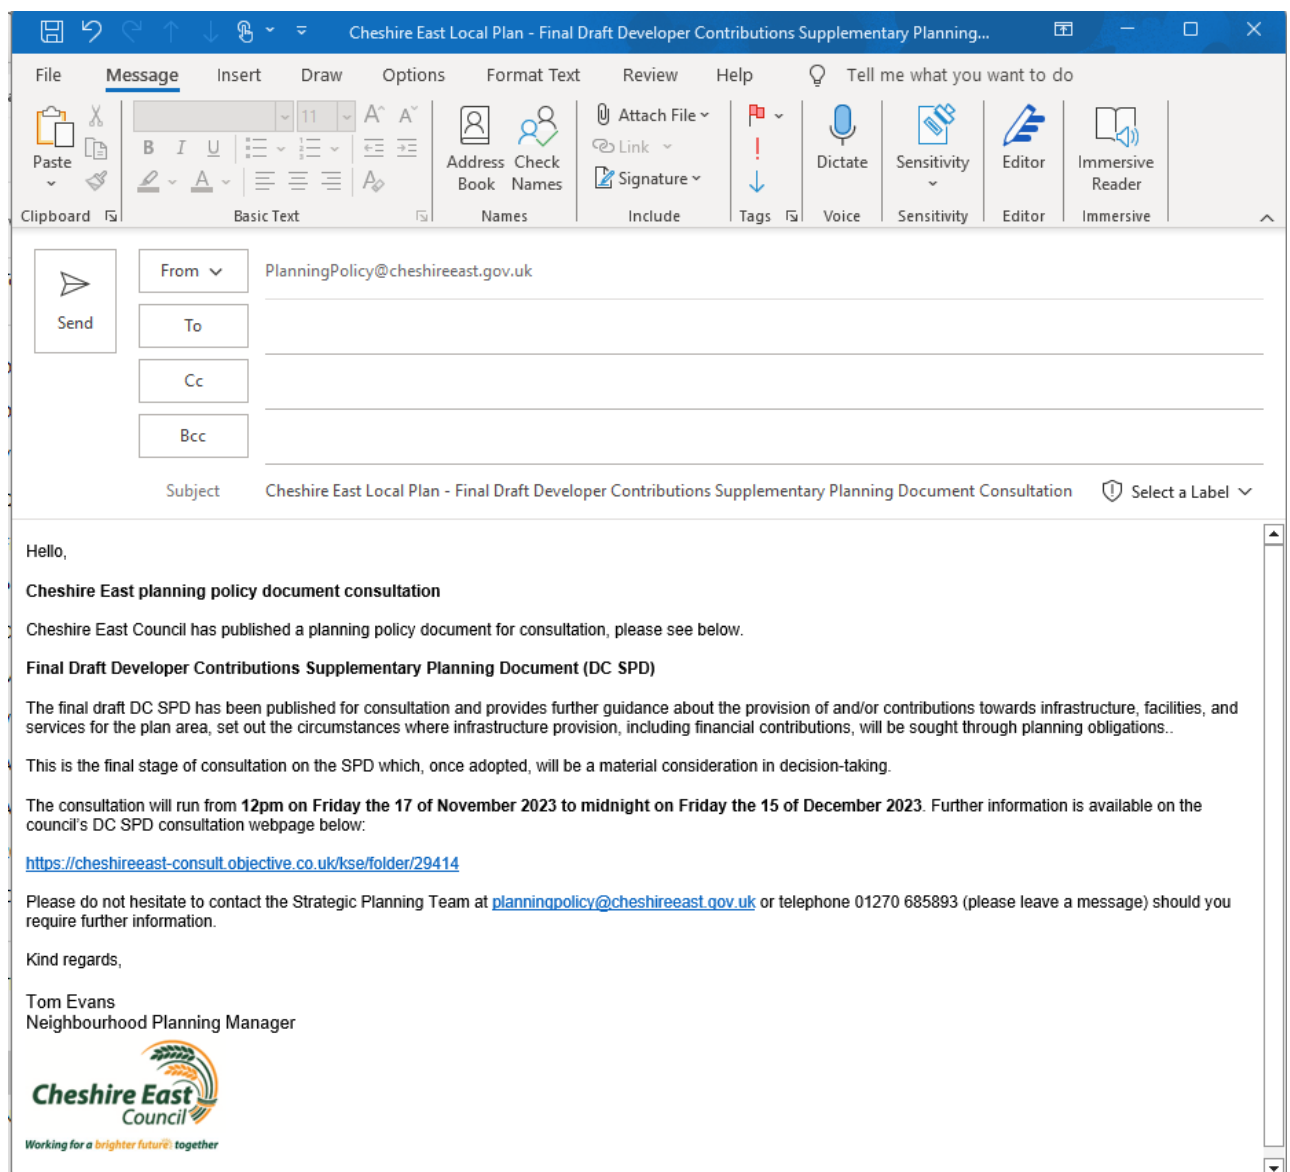 Cheshire East Local Plan - Final Draft Developer Contributions Supplementary Planning...
File Message Insert Draw Options Format Text Review Help Tell me what you want to do
11
Paste
B I U
Address Book
Check Names
Attach File
Link
Signature
Dictate
Sensitivity
Editor
Immersive Reader
Clipboard Basic Text Names Include Tags Voice Sensitivity Editor Immersive
Send
From PlanningPolicy@cheshireeast.gov.uk
To
Cc
Bcc
Subject Cheshire East Local Plan - Final Draft Developer Contributions Supplementary Planning Document Consultation Select a Label
Hello,
Cheshire East planning policy document consultation
Cheshire East Council has published a planning policy document for consultation, please see below.
Final Draft Developer Contributions Supplementary Planning Document (DC SPD)
The final draft DC SPD has been published for consultation and provides further guidance about the provision of and/or contributions towards infrastructure, facilities, and
services for the plan area, set out the circumstances where infrastructure provision, including financial contributions, will be sought through planning obligations..
This is the final stage of consultation on the SPD which, once adopted, will be a material consideration in decision-taking.
The consultation will run from 12pm on Friday the 17 of November 2023 to midnight on Friday the 15 of December 2023. Further information is available on the
council's DC SPD consultation webpage below:
https://cheshireeast-consult.objective.co.uk/kse/folder/29414
Please do not hesitate to contact the Strategic Planning Team at planningpolicy@cheshireeast.gov.uk or telephone 01270 685893 (please leave a message) should you
require further information.
Kind regards,
Tom Evans
Neighbourhood Planning Manager
Cheshire East
Council
Working for a brighter future together